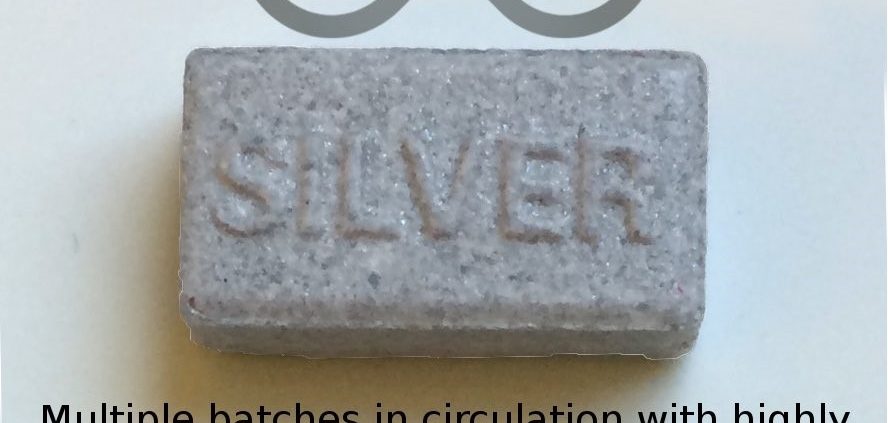 SILVER
Multiple batches in circulation with highly